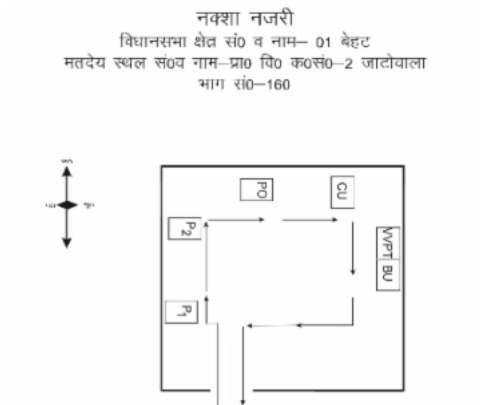 नक्शा नजरी
विधानसभा क्षेत्र सं0 व नाम– 01 बेहट
मतदेय स्थल सं0व नाम–प्रा0 वि0 क0सं0–2 जाटोवाला
भाग सं0–160
PO
CU
P2
VVPT BU
P1